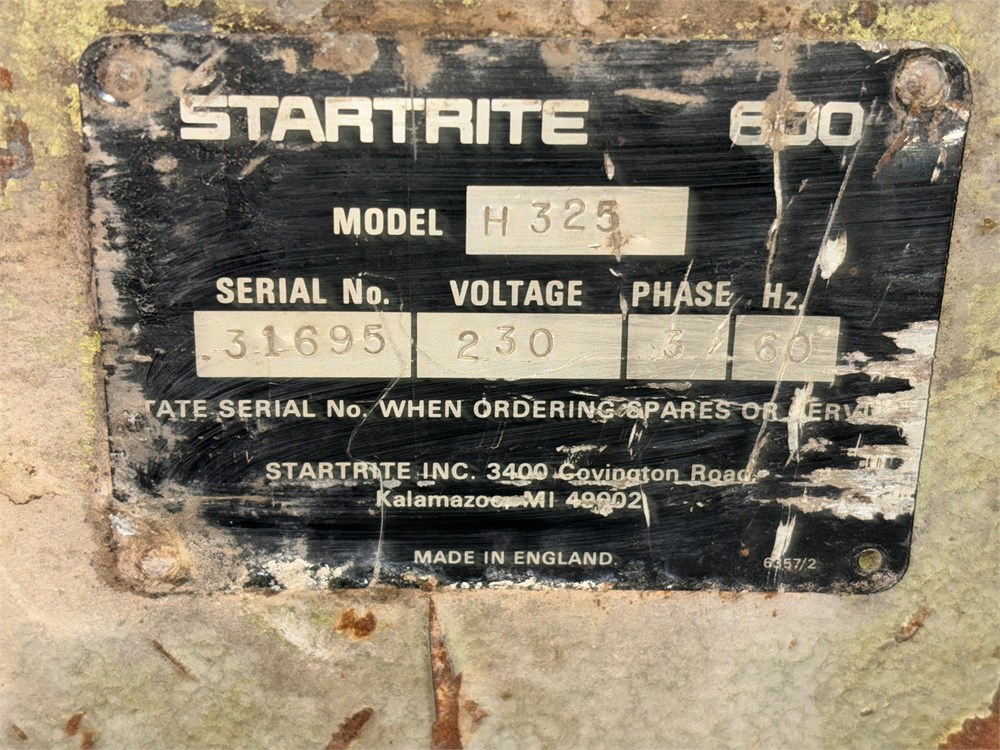 STARTRITE 600
MODEL H 325
SERIAL No. VOLTAGE PHASE Hz.
31695 230 3 60
TATE SERIAL No. WHEN ORDERING SPARES OR SERVI
STARTRITE INC. 3400 Covington Road,
Kalamazoo, MI 49002
MADE IN ENGLAND.
6357/2